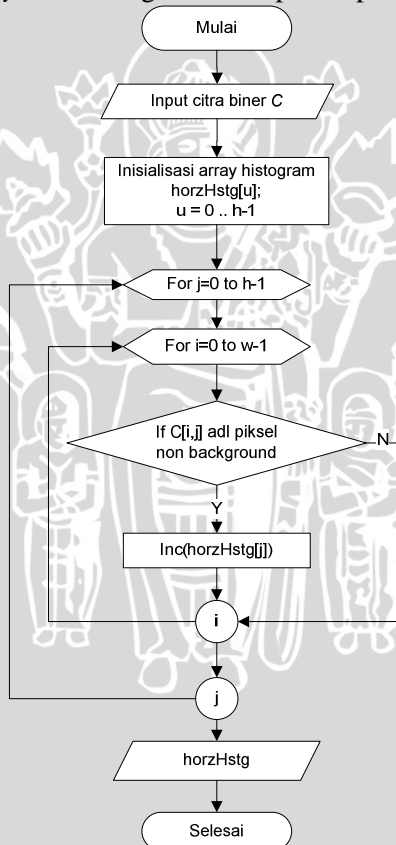 Mulai
Input citra biner C
Inisialisasi array histogram
horzHstg[u];
u = 0 .. h-1
For j=0 to h-1
For i=0 to w-1
If C[i,j] adl piksel
non background
N
Y
Inc(horzHstg[j])
i
j
horzHstg
Selesai